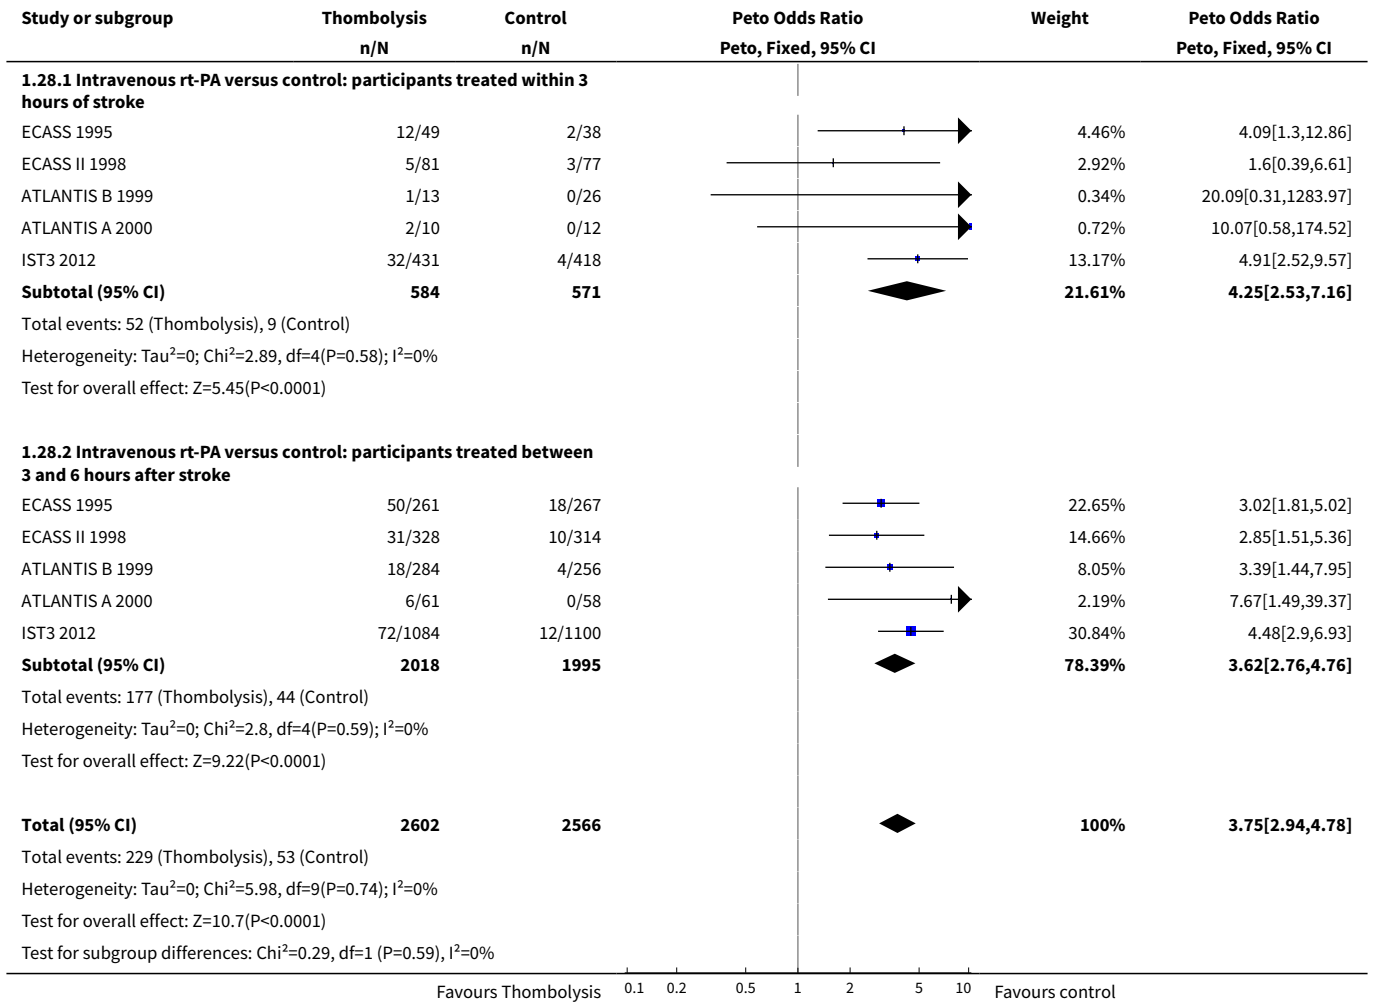 Study or subgroup Thombolysis Control Peto Odds Ratio Weight Peto Odds Ratio
n/N n/N Peto, Fixed, 95% CI Peto, Fixed, 95% CI
1.28.1 Intravenous rt-PA versus control: participants treated within 3
hours of stroke
ECASS 1995 12/49 2/38 4.46% 4.09[1.3,12.86]
ECASS II 1998 5/81 3/77 2.92% 1.6[0.39,6.61]
ATLANTIS B 1999 1/13 0/26 0.34% 20.09[0.31,1283.97]
ATLANTIS A 2000 2/10 0/12 0.72% 10.07[0.58,174.52]
IST3 2012 32/431 4/418 13.17% 4.91[2.52,9.57]
Subtotal (95% CI) 584 571 21.61% 4.25[2.53,7.16]
Total events: 52 (Thombolysis), 9 (Control)
Heterogeneity: Tau²=0; Chi²=2.89, df=4(P=0.58); I²=0%
Test for overall effect: Z=5.45(P<0.0001)
1.28.2 Intravenous rt-PA versus control: participants treated between
3 and 6 hours after stroke
ECASS 1995 50/261 18/267 22.65% 3.02[1.81,5.02]
ECASS II 1998 31/328 10/314 14.66% 2.85[1.51,5.36]
ATLANTIS B 1999 18/284 4/256 8.05% 3.39[1.44,7.95]
ATLANTIS A 2000 6/61 0/58 2.19% 7.67[1.49,39.37]
IST3 2012 72/1084 12/1100 30.84% 4.48[2.9,6.93]
Subtotal (95% CI) 2018 1995 78.39% 3.62[2.76,4.76]
Total events: 177 (Thombolysis), 44 (Control)
Heterogeneity: Tau²=0; Chi²=2.8, df=4(P=0.59); I²=0%
Test for overall effect: Z=9.22(P<0.0001)
Total (95% CI) 2602 2566 100% 3.75[2.94,4.78]
Total events: 229 (Thombolysis), 53 (Control)
Heterogeneity: Tau²=0; Chi²=5.98, df=9(P=0.74); I²=0%
Test for overall effect: Z=10.7(P<0.0001)
Test for subgroup differences: Chi²=0.29, df=1 (P=0.59), I²=0%
Favours Thombolysis 0.1 0.2 0.5 1 2 5 10 Favours control